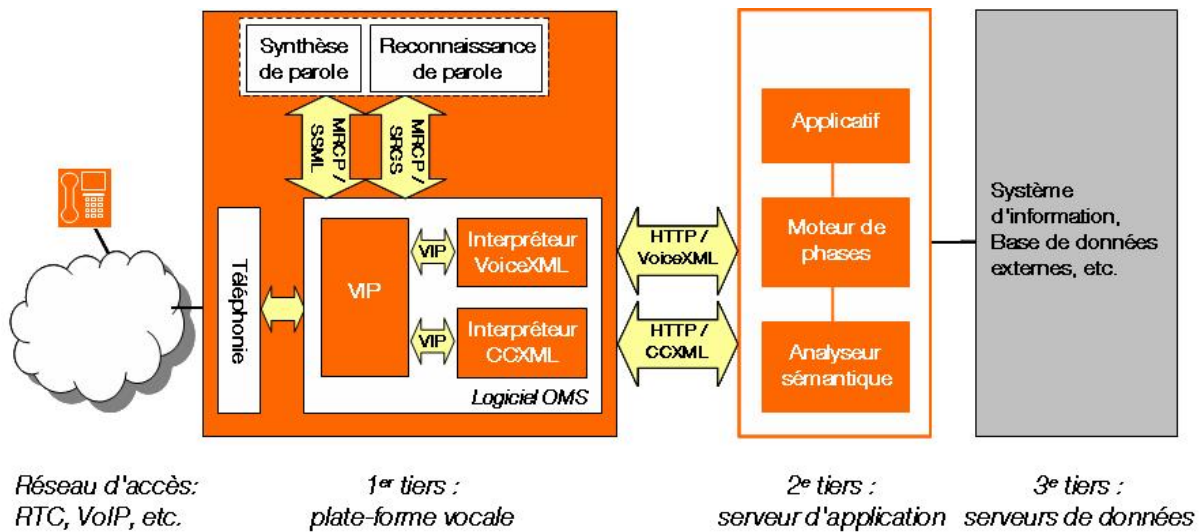 Synthèse
de parole
Reconnaissance
de parole
MRCP /
SSML
MRCP /
SRGS
Téléphonie
VIP
VIP
Interpréteur
VoiceXML
VIP
Interpréteur
CCXML
Logiciel OMS
HTTP /
VoiceXML
HTTP /
CCXML
Applicatif
Moteur de
phases
Analyseur
sémantique
Système
d'information,
Base de données
externes, etc.
Réseau d'accès:
RTC, VoIP, etc.
1er tiers :
plate-forme vocale
2e tiers :
serveur d'application
3e tiers :
serveurs de données